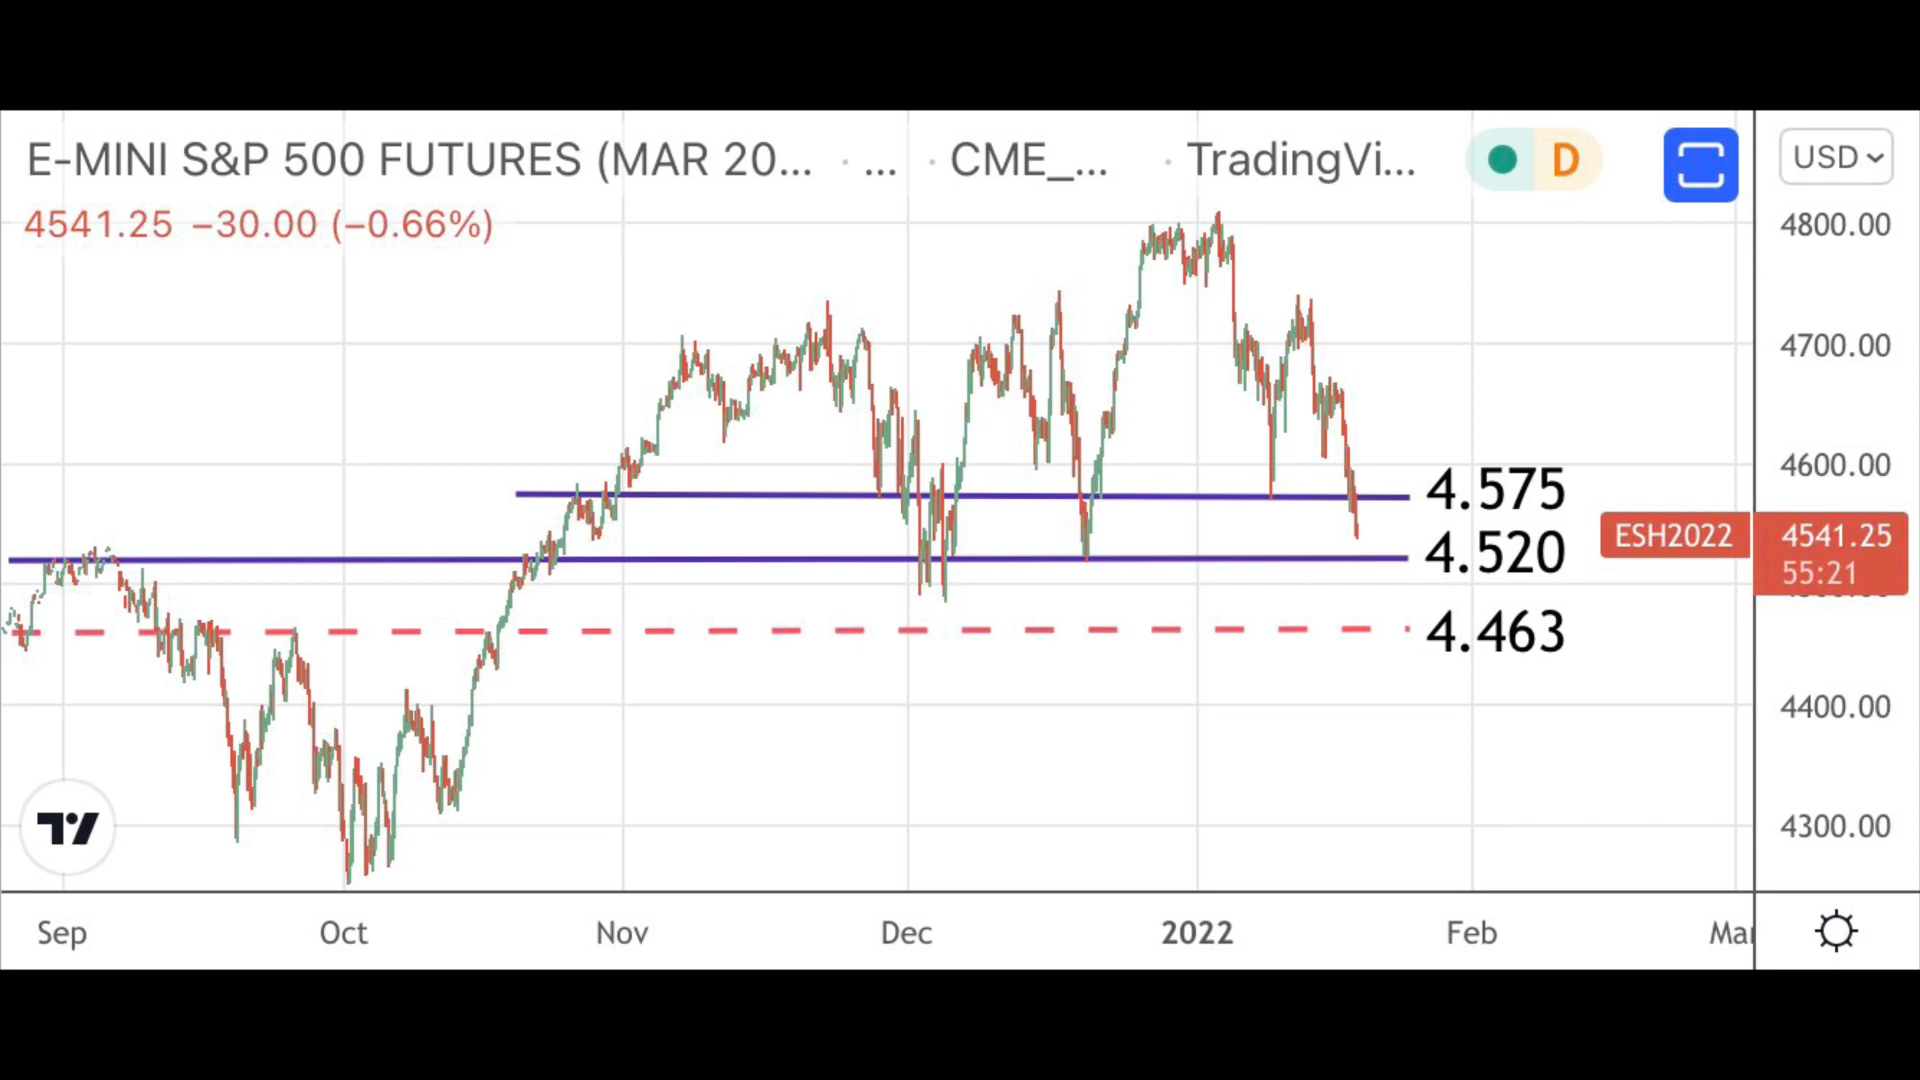 E-MINI S&P 500 FUTURES (MAR 20... · ... · CME_... · TradingVi... D USD
4541.25 −30.00 (−0.66%)
4800.00
4700.00
4600.00
4.575
4.520
ESH2022 4541.25
55:21
4.463
4400.00
4300.00
Sep Oct Nov Dec 2022 Feb Mar